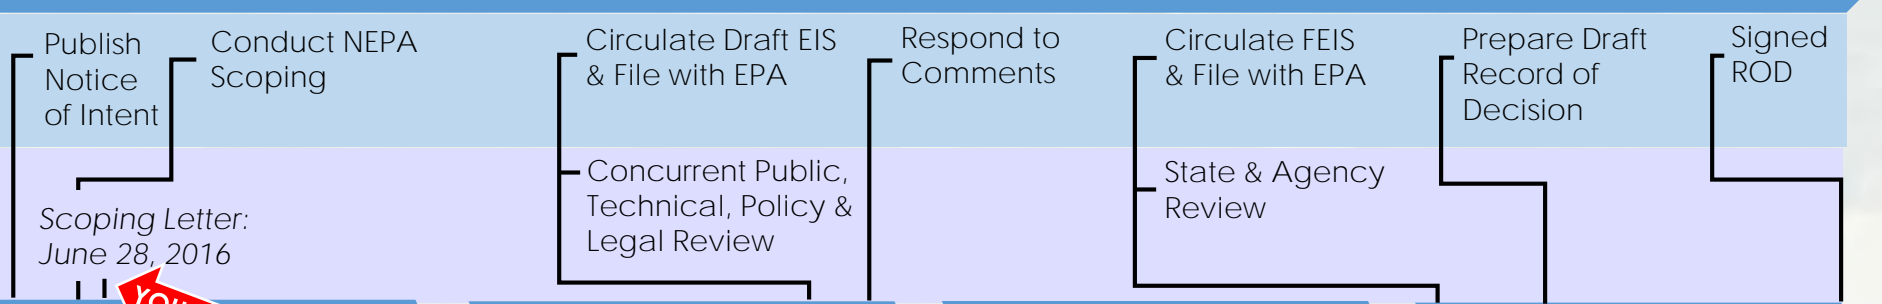 Publish
Notice
of Intent
Conduct NEPA
Scoping
Circulate Draft EIS
& File with EPA
Respond to
Comments
Circulate FEIS
& File with EPA
Prepare Draft
Record of
Decision
Signed
ROD
Scoping Letter:
June 28, 2016
Concurrent Public,
Technical, Policy &
Legal Review
State & Agency
Review